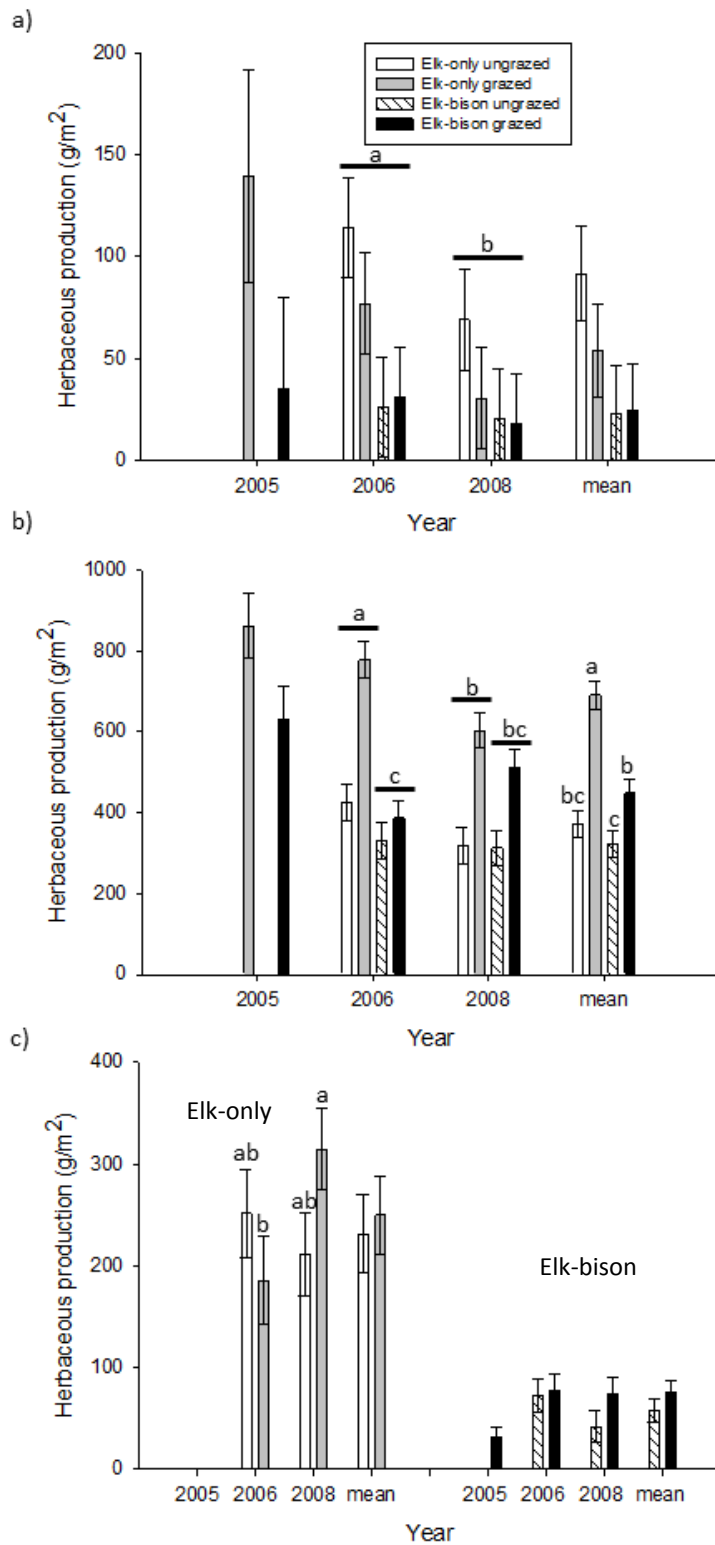 a)
Herbaceous production (g/m²)
200
150
100
50
0
Elk-only ungrazed
Elk-only grazed
Elk-bison ungrazed
Elk-bison grazed
a
b
2005 2006 2008 mean
Year
b)
Herbaceous production (g/m²)
1000
800
600
400
200
0
a
c
b
bc
bc
a
c
b
2005 2006 2008 mean
Year
c)
Herbaceous production (g/m²)
400
300
200
100
0
Elk-only
ab
b
ab
a
Elk-bison
2005 2006 2008 mean 2005 2006 2008 mean
Year